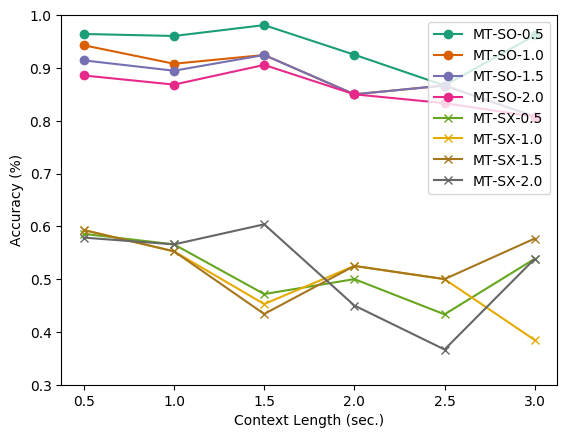 1.0
0.9
0.8
0.7
0.6
0.5
0.4
0.3
Accuracy (%)
MT-SO-0.5
MT-SO-1.0
MT-SO-1.5
MT-SO-2.0
MT-SX-0.5
MT-SX-1.0
MT-SX-1.5
MT-SX-2.0
0.5 1.0 1.5 2.0 2.5 3.0
Context Length (sec.)